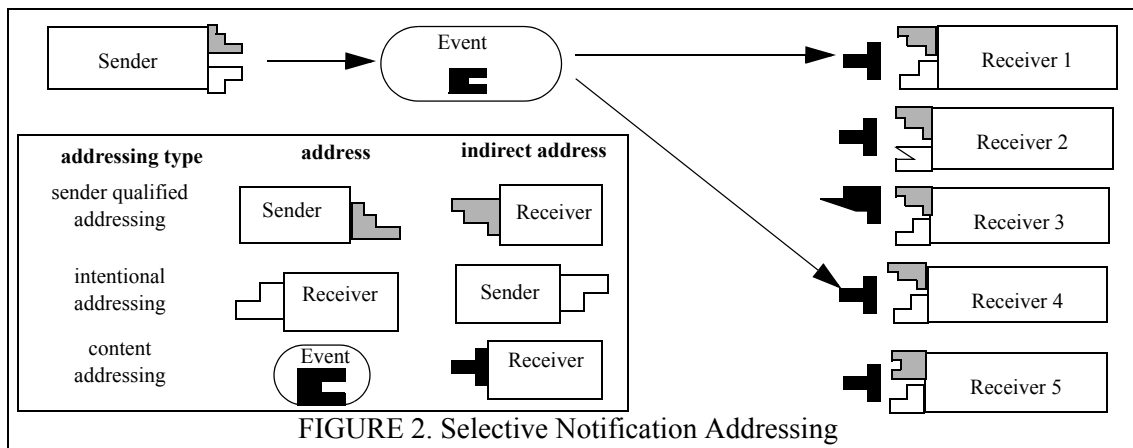 Sender
Event
Receiver 1
Receiver 2
Receiver 3
Receiver 4
Receiver 5
addressing type address indirect address
sender qualified
addressing
Sender
Receiver
intentional
addressing
Receiver
Sender
content
addressing
Event
Receiver
FIGURE 2. Selective Notification Addressing